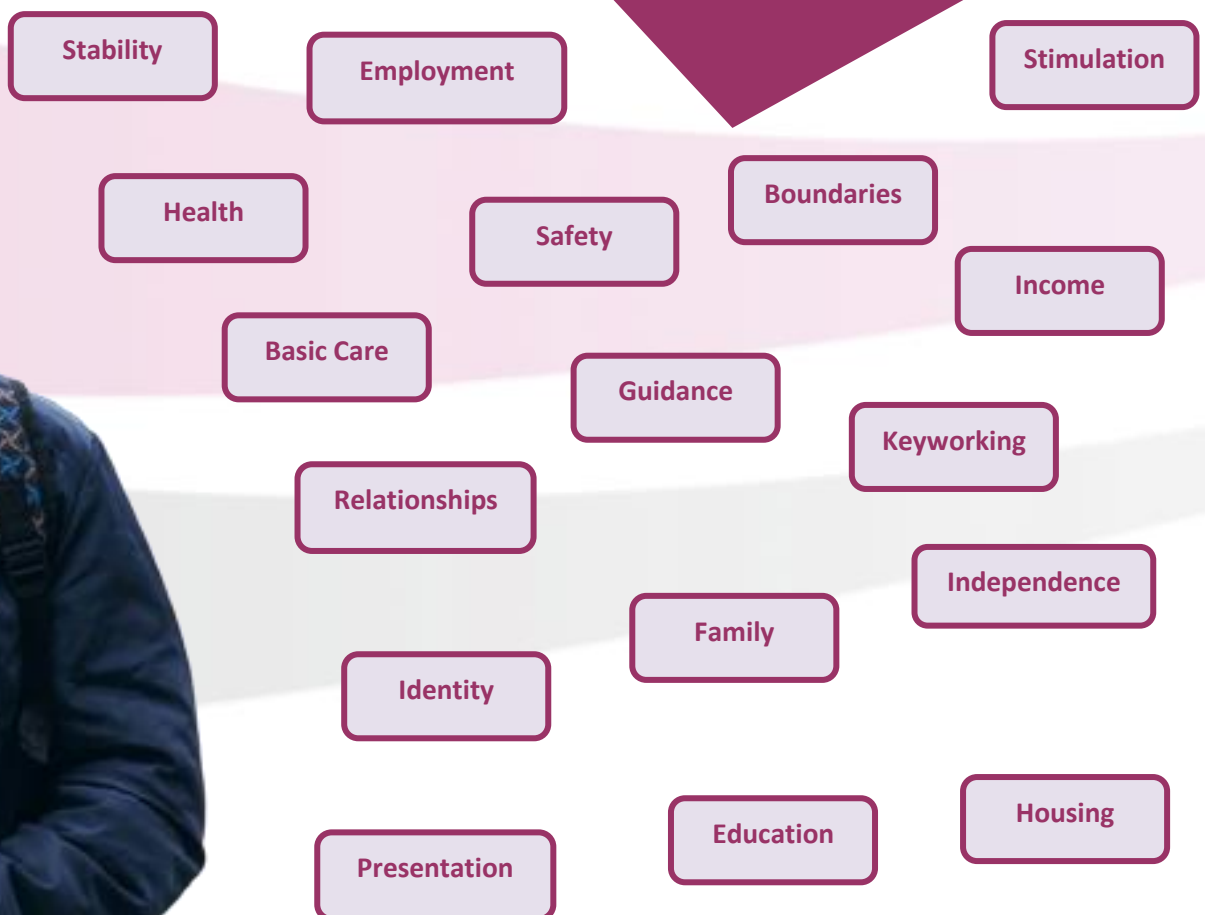 Stability
Employment
Stimulation
Health
Safety
Boundaries
Income
Basic Care
Guidance
Keyworking
Relationships
Independence
Family
Identity
Housing
Education
Presentation